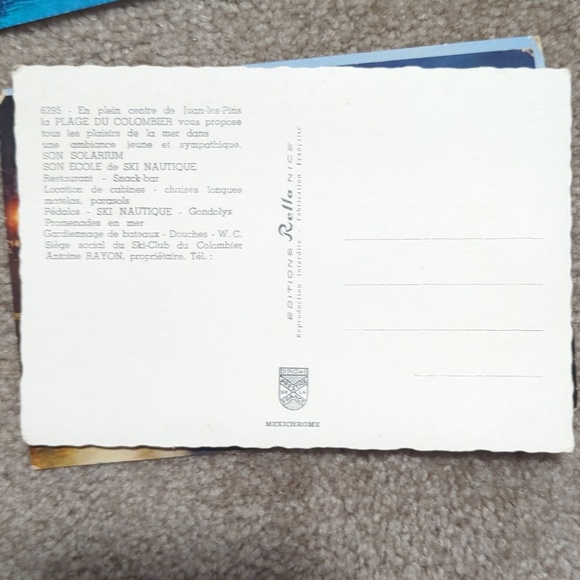 6395 - En plein centre de Juan-les-Pins
la PLAGE DU COLOMBIER vous propose
tous les plaisirs de la mer dans
une ambiance jeune et sympathique.
SON SOLARIUM
SON ECOLE de SKI NAUTIQUE
Restaurant - Snack-bar
Location de cabines - chaises longues
matelas, parasols
Pédalos - SKI NAUTIQUE - Gondolys
Promenades en mer
Gardiennage de bateaux - Douches - W. C.
Siège social du Ski-Club du Colombier
Antoine RAYON, propriétaire. Tél. :
EDITIONS Rella NICE
Reproduction Interdite - Fabrication Française
MEXICHROME